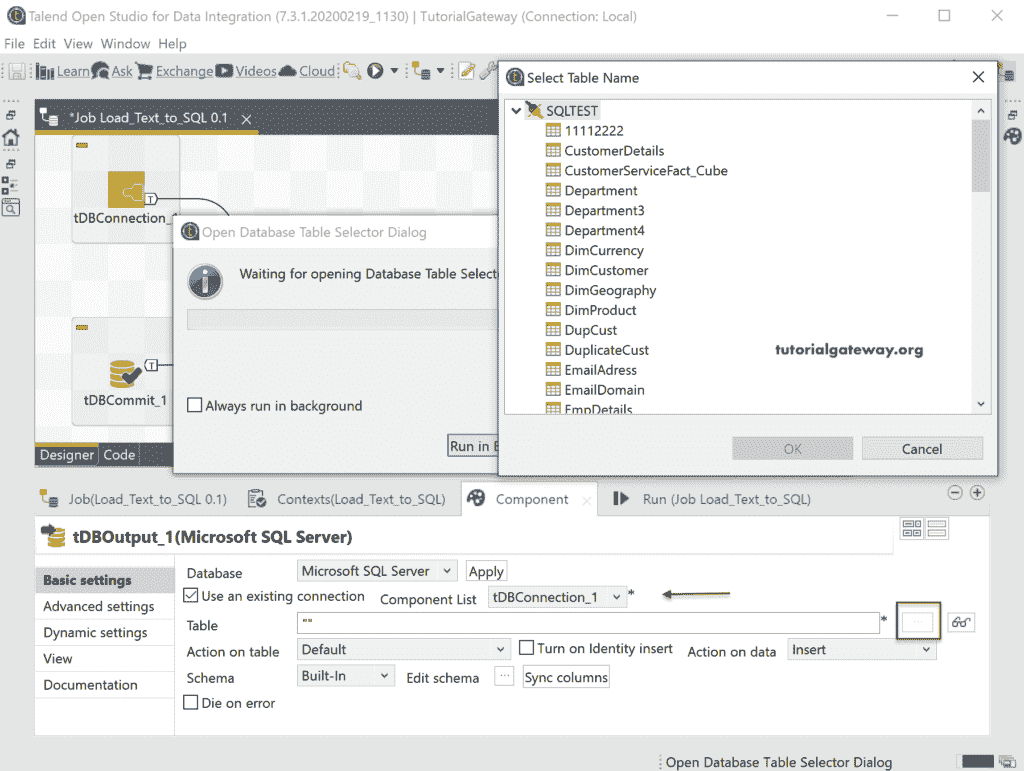 Talend Open Studio for Data Integration (7.3.1.20200219_1130) | TutorialGateway (Connection: Local)
File Edit View Window Help
Learn Ask Exchange Videos Cloud
*Job Load_Text_to_SQL 0.1
tDBConnection_1
T
tDBCommit_1
T
Designer Code
Open Database Table Selector Dialog
Waiting for opening Database Table Select
Always run in background
Run in
Select Table Name
SQLTEST
11112222
CustomerDetails
CustomerServiceFact_Cube
Department
Department3
Department4
DimCurrency
DimCustomer
DimGeography
DimProduct
DupCust
DuplicateCust
EmailAdress
EmailDomain
EmpDetails
tutorialgateway.org
OK Cancel
Job(Load_Text_to_SQL 0.1) Contexts(Load_Text_to_SQL) Component Run (Job Load_Text_to_SQL)
tDBOutput_1(Microsoft SQL Server)
Basic settings
Advanced settings
Dynamic settings
View
Documentation
Database Microsoft SQL Server Apply
Use an existing connection Component List tDBConnection_1 *
Table "" * ...
Action on table Default Turn on Identity insert Action on data Insert
Schema Built-In Edit schema ... Sync columns
Die on error
Open Database Table Selector Dialog